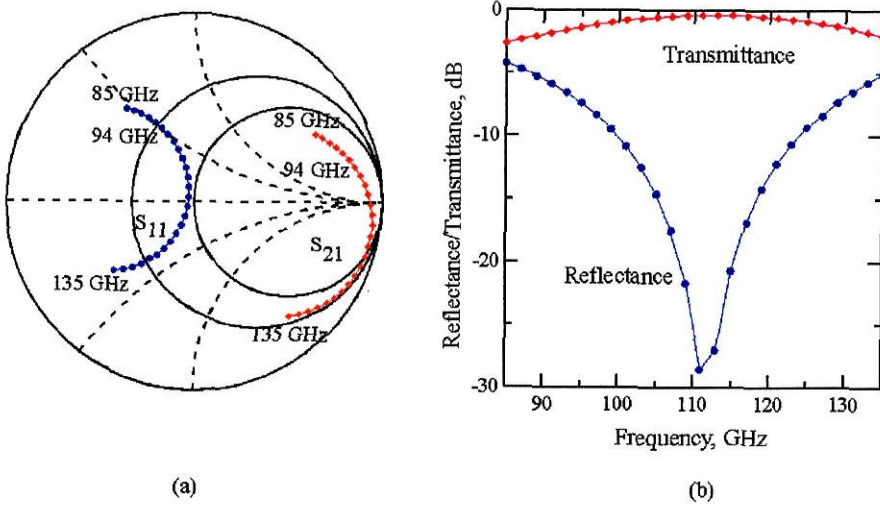 85 GHz
94 GHz
S11
135 GHz
85 GHz
94 GHz
S21
135 GHz
(a)
0
-10
-20
-30
Reflectance/Transmittance, dB
Transmittance
Reflectance
90
100
110
120
130
Frequency, GHz
(b)